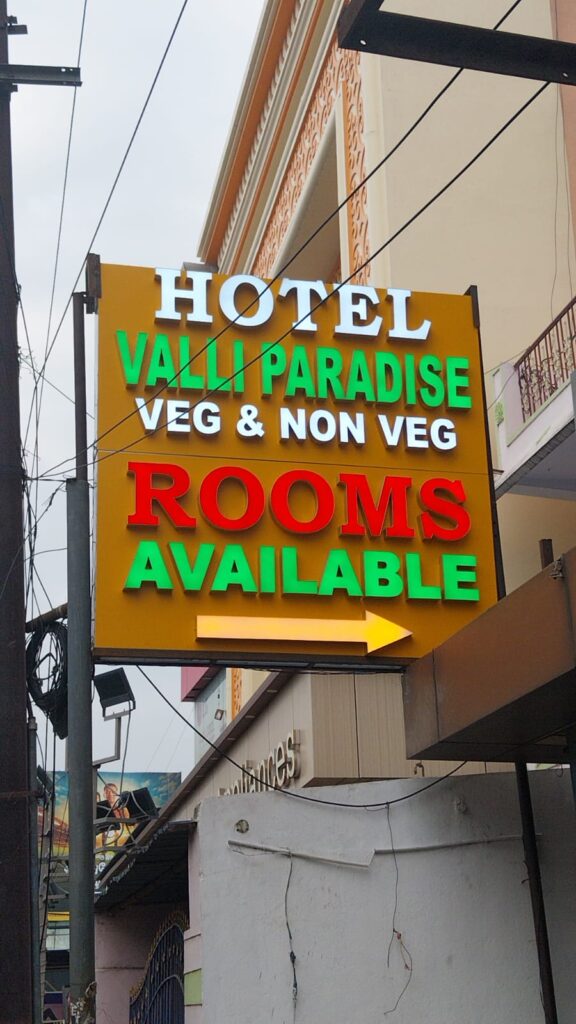 HOTEL
VALLI PARADISE
VEG & NON VEG
ROOMS
AVAILABLE